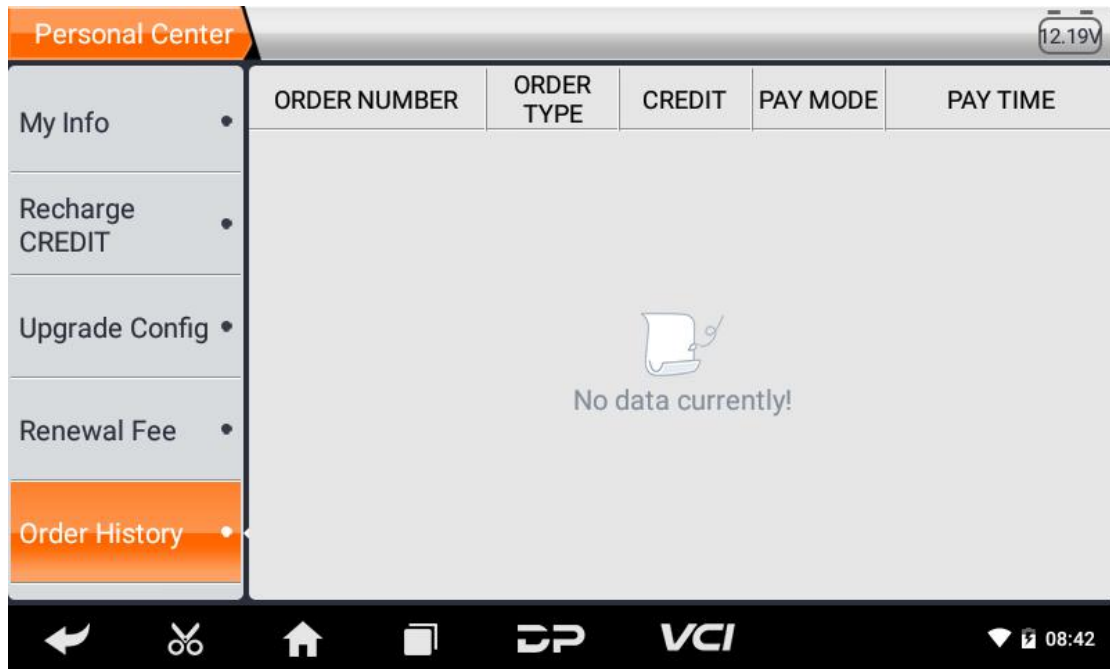 Personal Center
12.19V
My Info
Recharge
CREDIT
Upgrade Config
Renewal Fee
Order History
ORDER NUMBER
ORDER
TYPE
CREDIT
PAY MODE
PAY TIME
No data currently!
DP
VCI
08:42